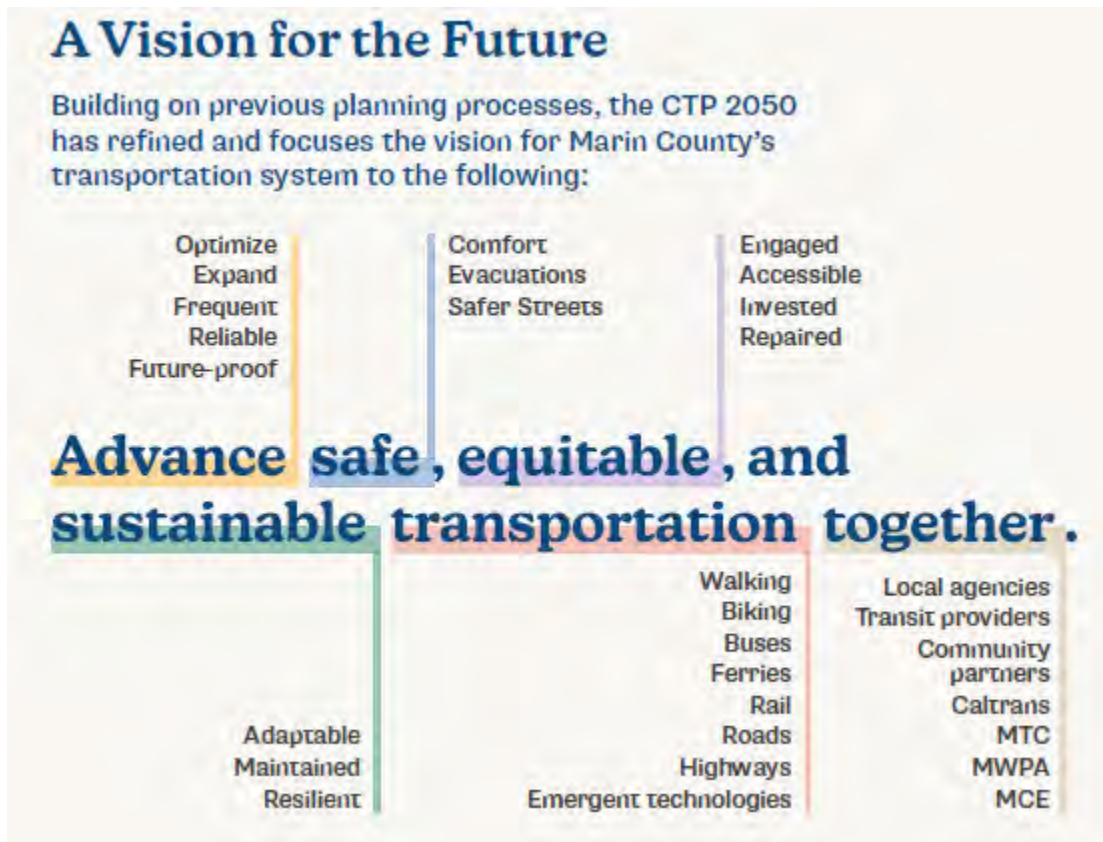 A Vision for the Future
Building on previous planning processes, the CTP 2050
has refined and focuses the vision for Marin County's
transportation system to the following:
Optimize
Expand
Frequent
Reliable
Future-proof
Comfort
Evacuations
Safer Streets
Engaged
Accessible
Invested
Repaired
Advance safe, equitable, and
sustainable transportation together.
Adaptable
Maintained
Resilient
Walking
Biking
Buses
Ferries
Rail
Roads
Highways
Emergent technologies
Local agencies
Transit providers
Community
partners
Caltrans
MTC
MWPA
MCE